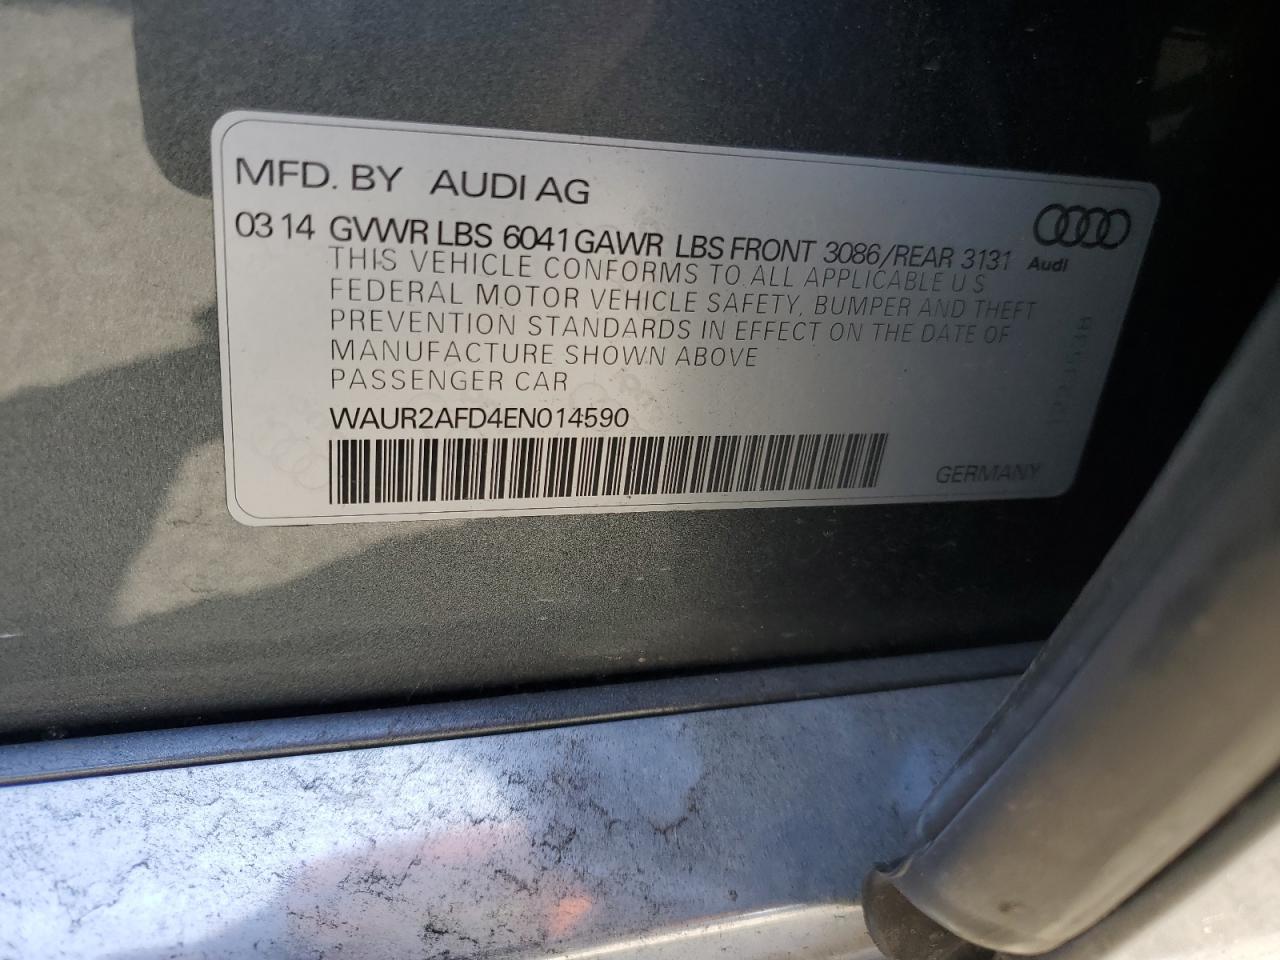 MFD. BY AUDI AG
03 14 GVWR LBS 6041 GAWR LBS FRONT 3086/REAR 3131
Audi
THIS VEHICLE CONFORMS TO ALL APPLICABLE U S
FEDERAL MOTOR VEHICLE SAFETY, BUMPER AND THEFT
PREVENTION STANDARDS IN EFFECT ON THE DATE OF
MANUFACTURE SHOWN ABOVE
PASSENGER CAR
WAUR2AFD4EN014590
GERMANY